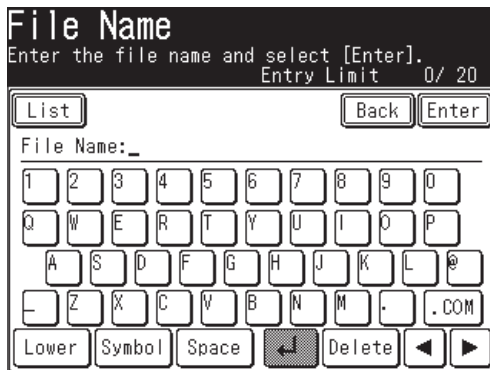 File Name
Enter the file name and select [Enter].
Entry Limit 0/ 20
List Back Enter
File Name:_
1 2 3 4 5 6 7 8 9 0
Q W E R T Y U I O P
A S D F G H J K L @
_ Z X C V B N M . .COM
Lower Symbol Space ↵ Delete ◀ ▶